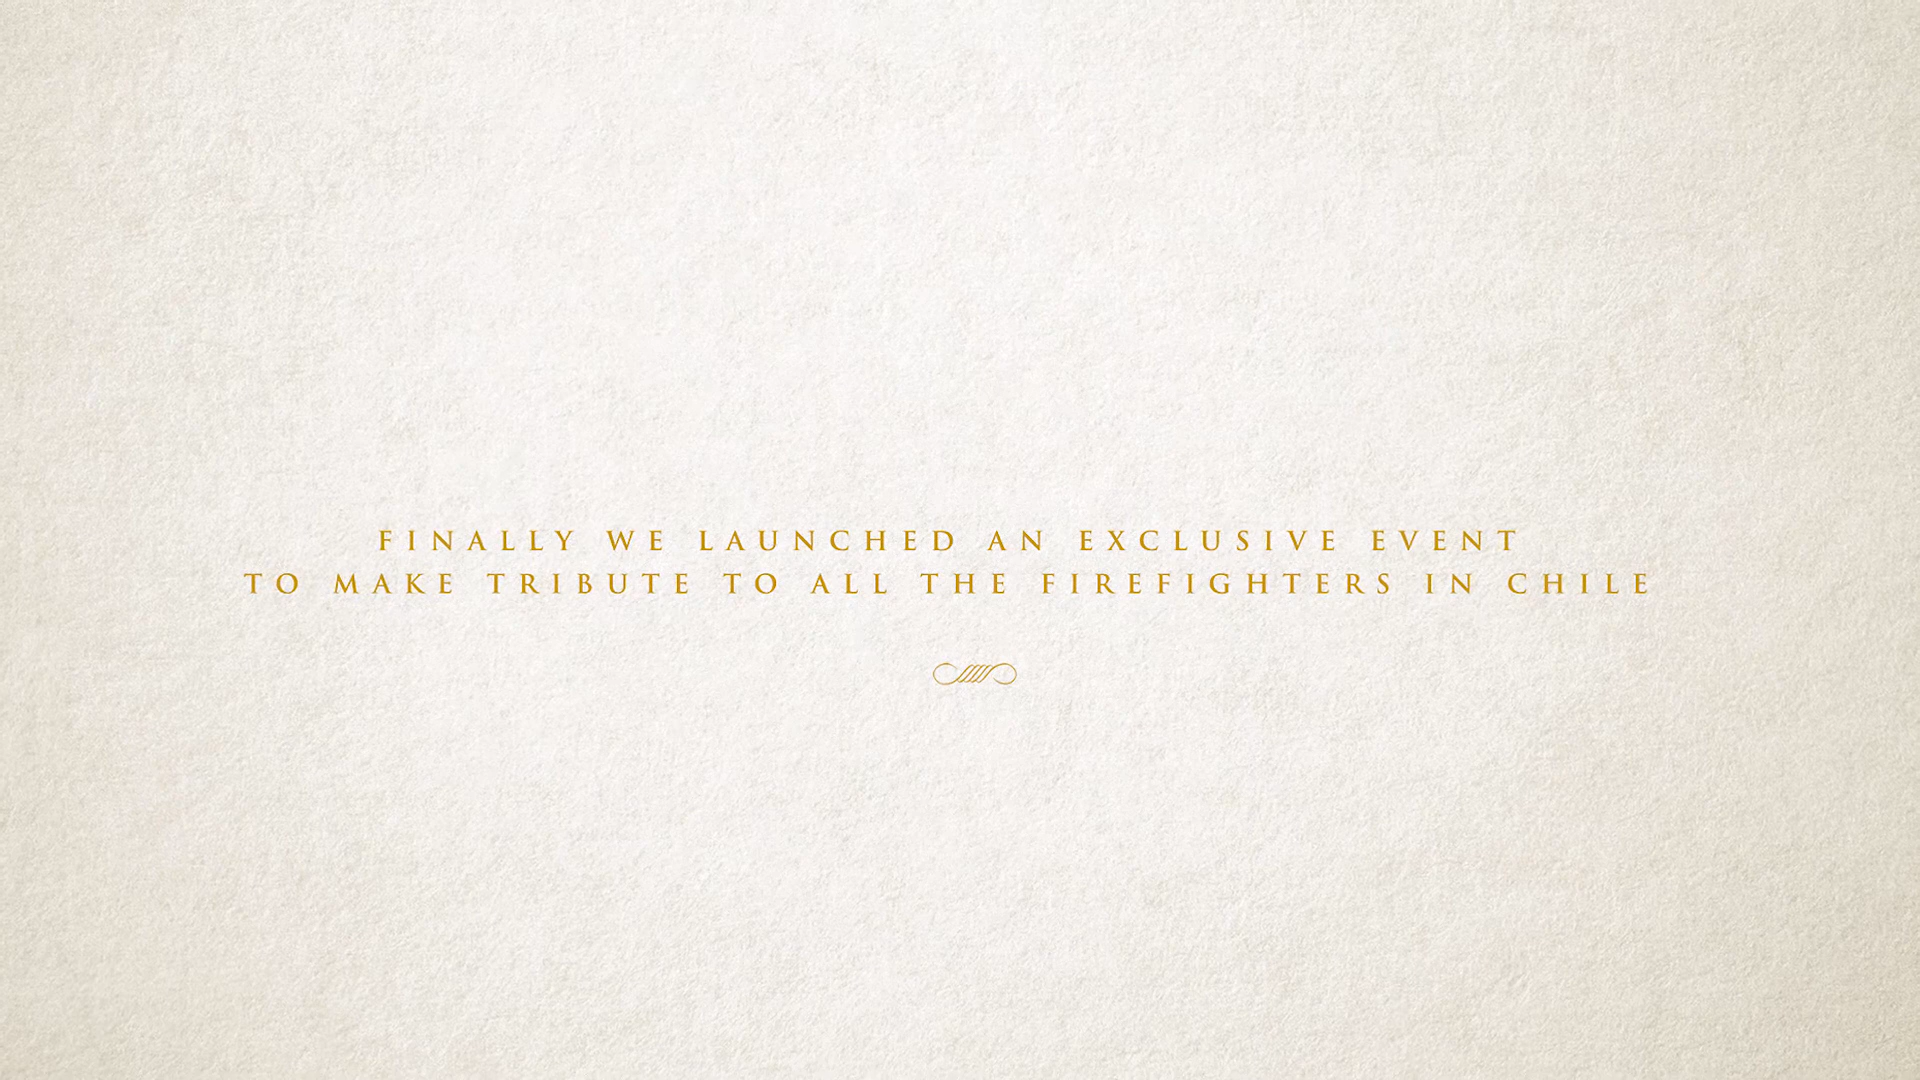 FINALLY WE LAUNCHED AN EXCLUSIVE EVENT
TO MAKE TRIBUTE TO ALL THE FIREFIGHTERS IN CHILE